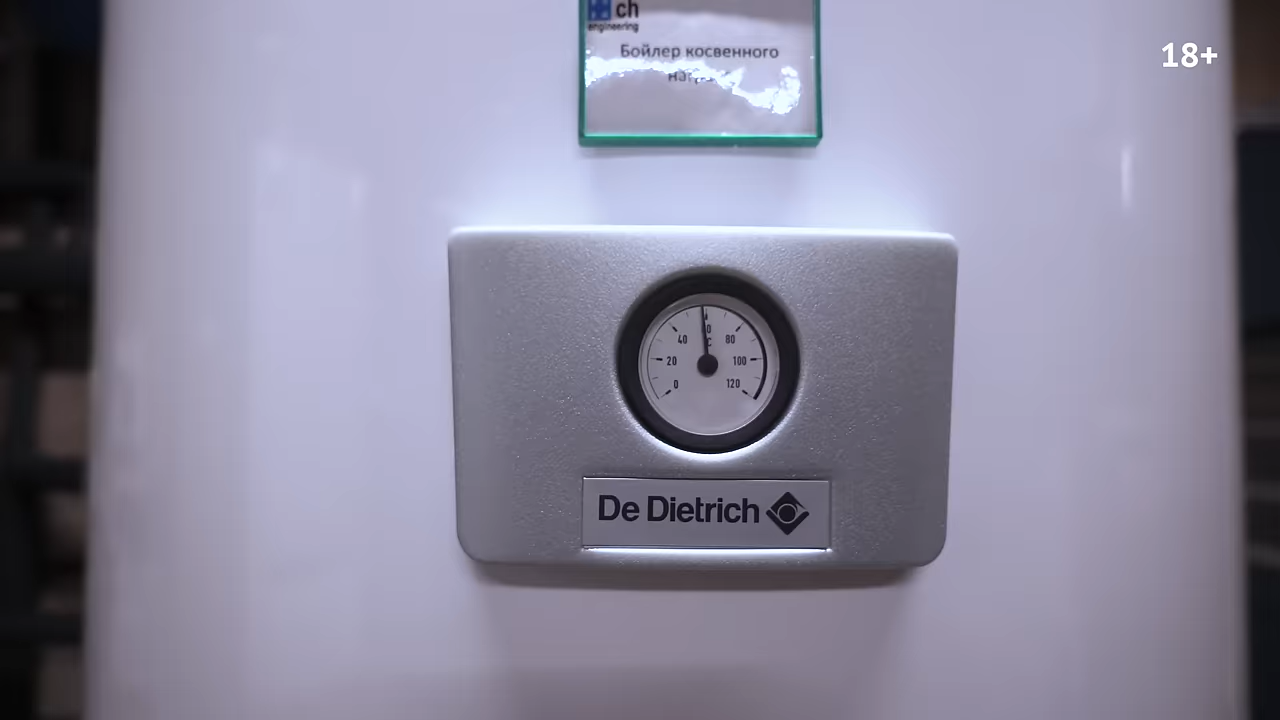 ch
engineering
Бойлер косвенного
18+
40
80
20
100
0
120
De Dietrich